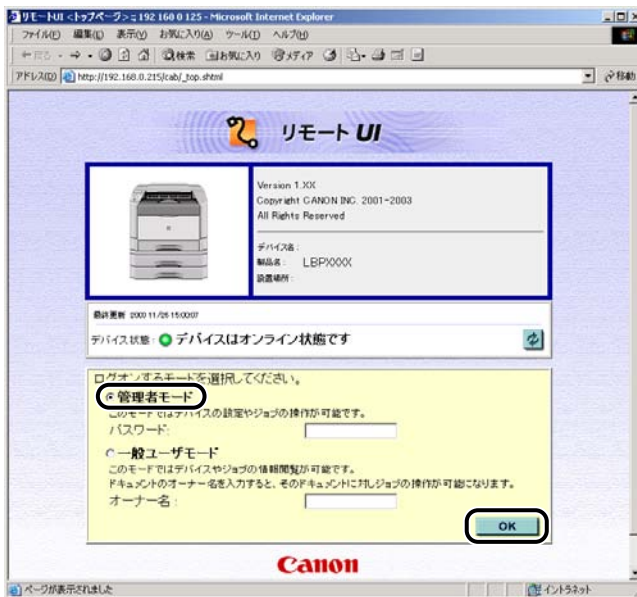 リモートUI <トップページ> : 192 168 0 125 - Microsoft Internet Explorer
ファイル(F) 編集(E) 表示(V) お気に入り(A) ツール(T) ヘルプ(H)
戻る 検索 お気に入り メディア
アドレス(D) http://192.168.0.215/cab/_top.shtml 移動
リモート UI
Version 1.XX
Copyright CANON INC. 2001-2003
All Rights Reserved
デバイス名 :
製品名 : LBPXXXX
設置場所 :
最終更新
デバイス状態 : デバイスはオンライン状態です
ログオンするモードを選択してください。
管理者モード
このモードではデバイスの設定やジョブの操作が可能です。
パスワード:
一般ユーザモード
このモードではデバイスやジョブの情報閲覧が可能です。
ドキュメントのオーナー名を入力すると、そのドキュメントに対しジョブの操作が可能になります。
オーナー名 :
OK
Canon
ページが表示されました イントラネット